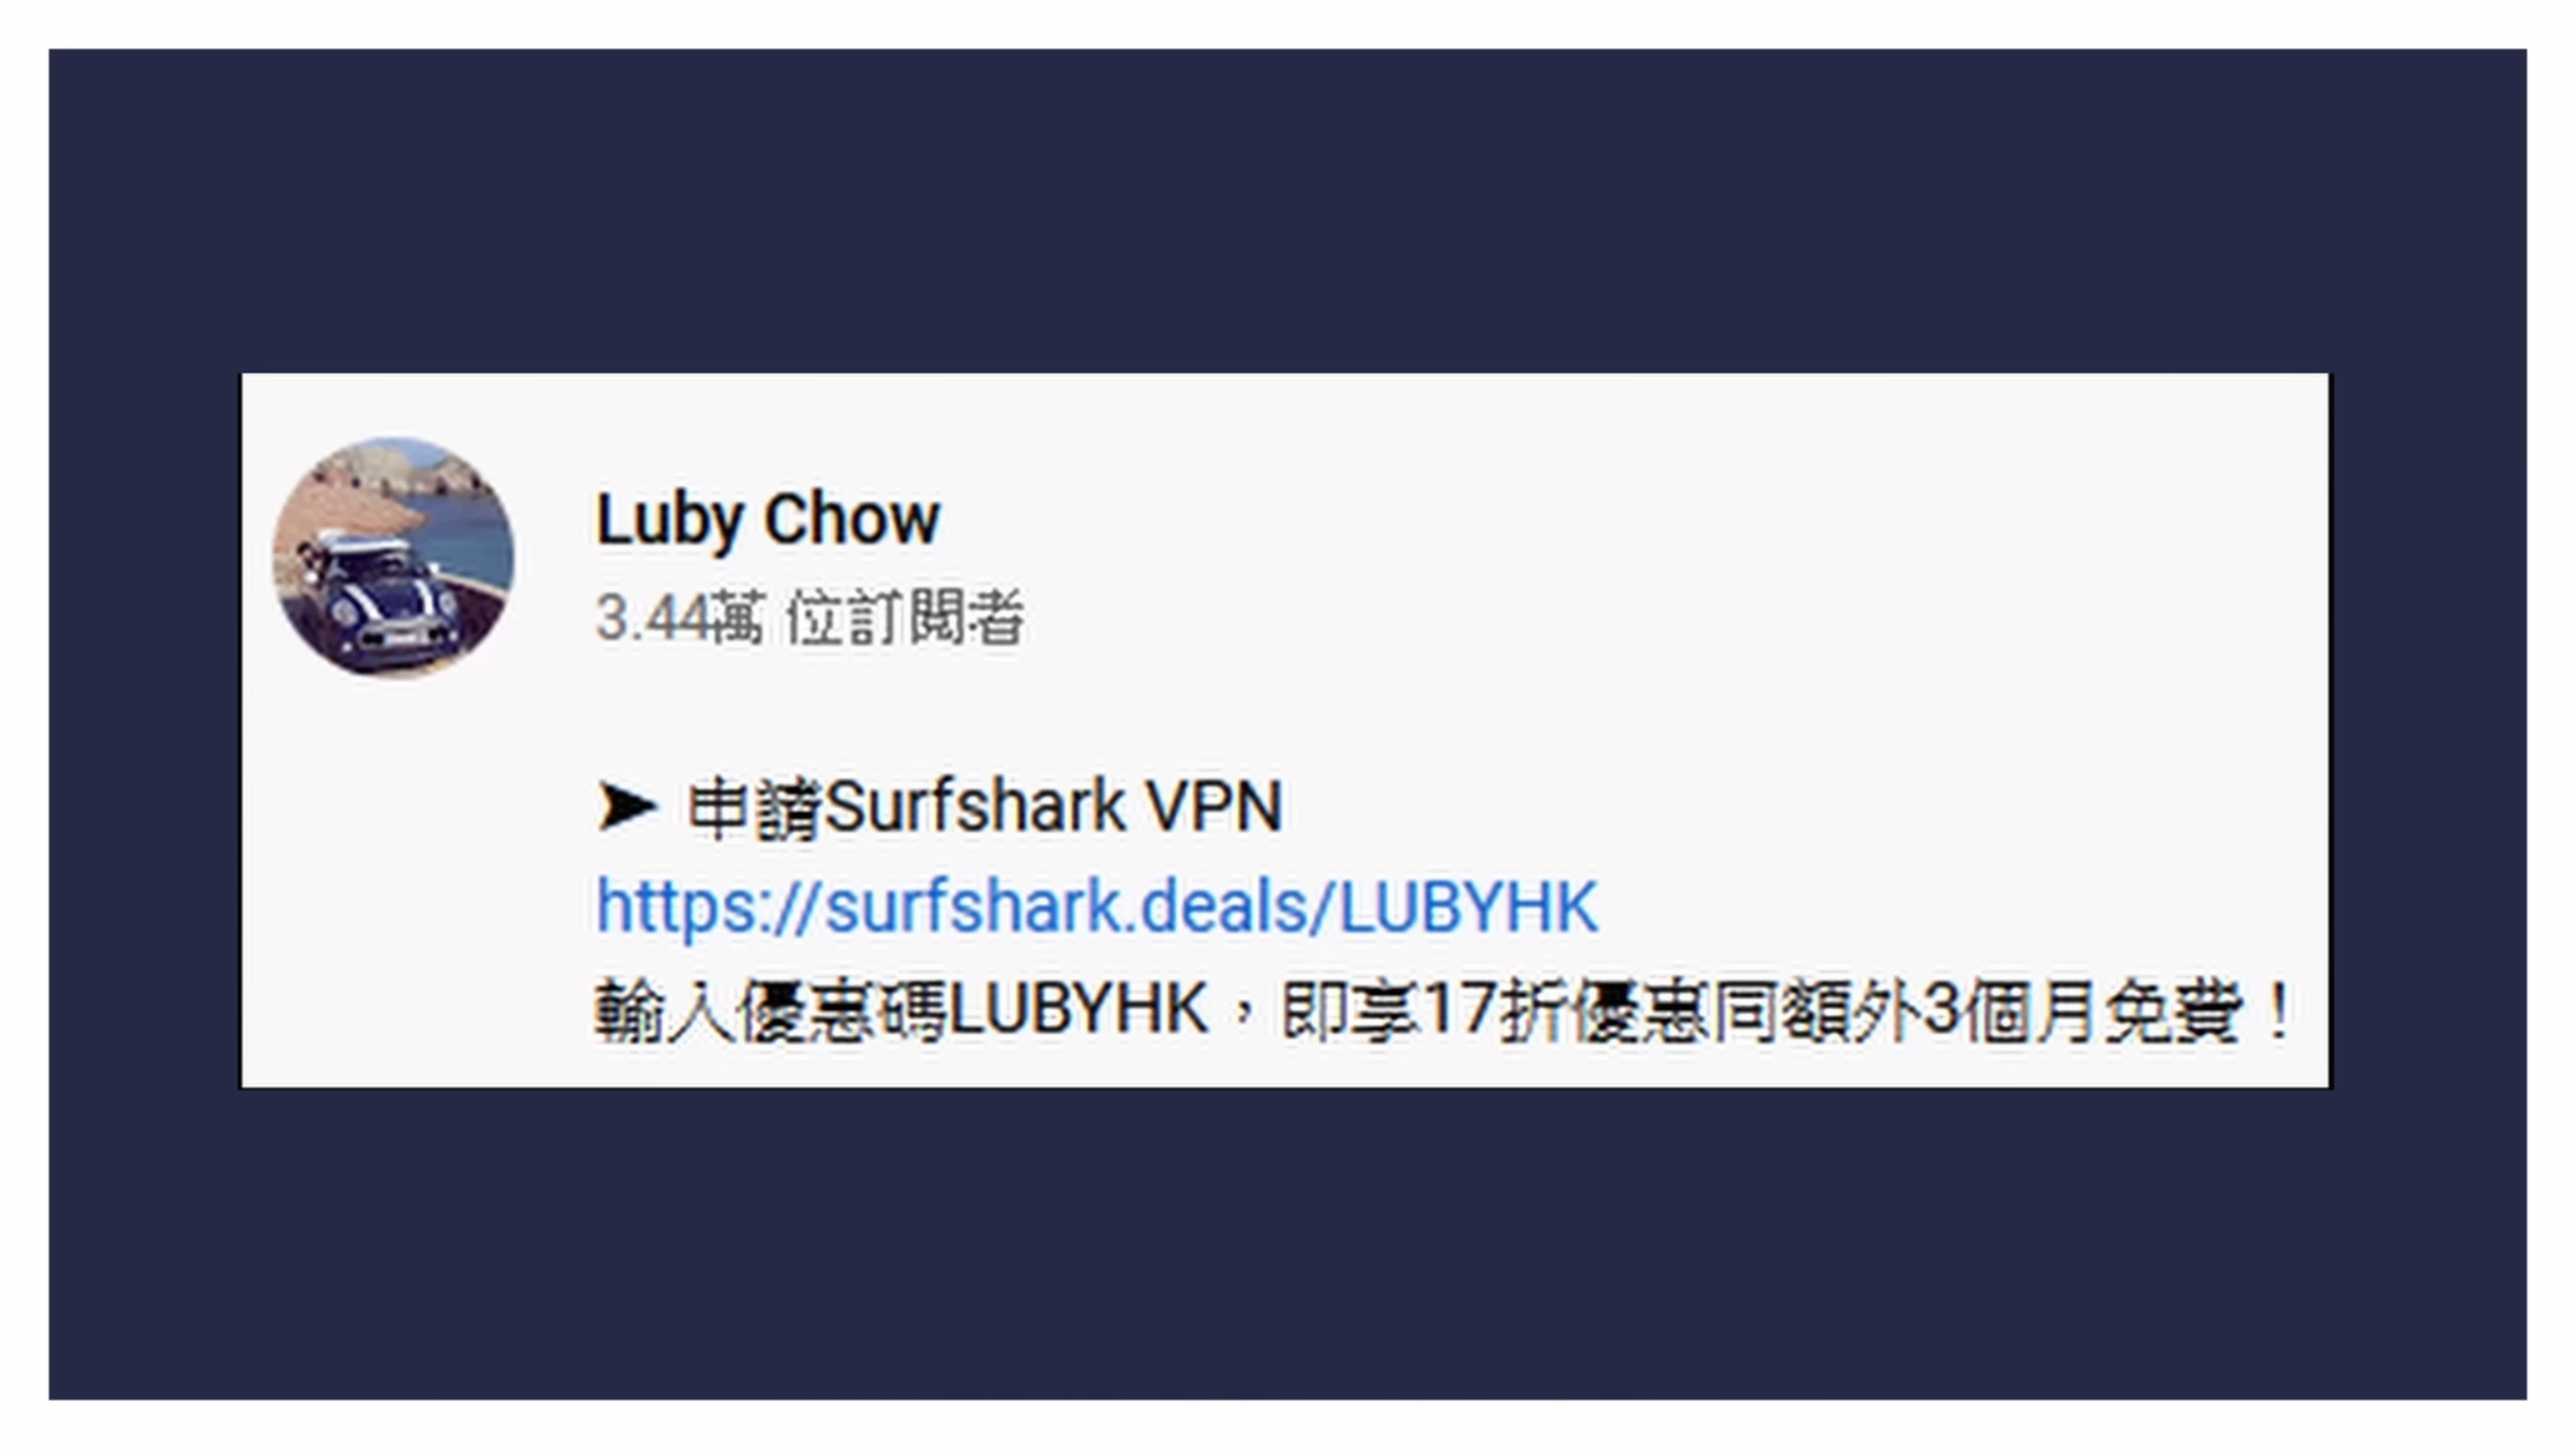 Luby Chow
3.44萬 位訂閱者
➤ 申請Surfshark VPN
https://surfshark.deals/LUBYHK
輸入優惠碼LUBYHK，即享17折優惠同額外3個月免費！